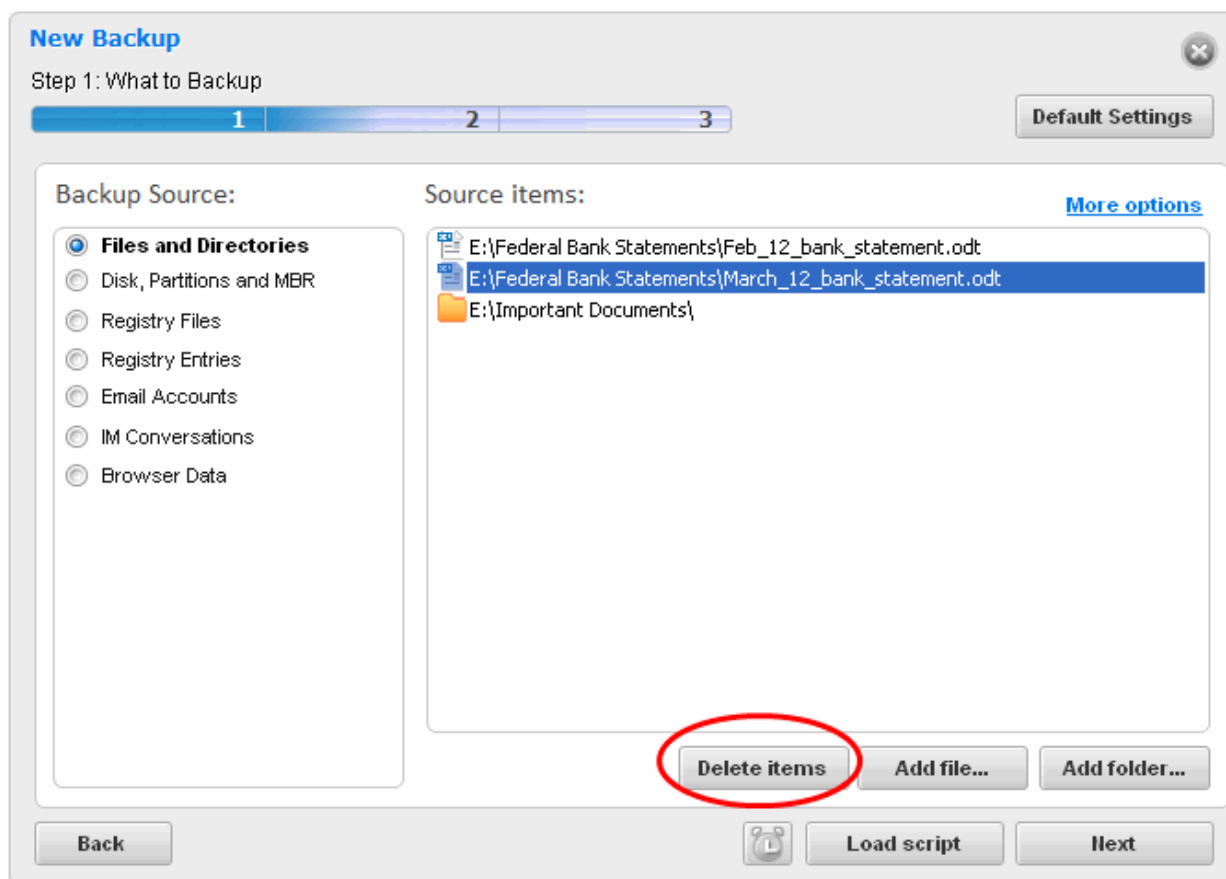 New Backup
Step 1: What to Backup
1 2 3
Default Settings
Backup Source:
Files and Directories
Disk, Partitions and MBR
Registry Files
Registry Entries
Email Accounts
IM Conversations
Browser Data
Source items:
More options
E:\Federal Bank Statements\Feb_12_bank_statement.odt
E:\Federal Bank Statements\March_12_bank_statement.odt
E:\Important Documents\
Delete items
Add file...
Add folder...
Back
Load script
Next